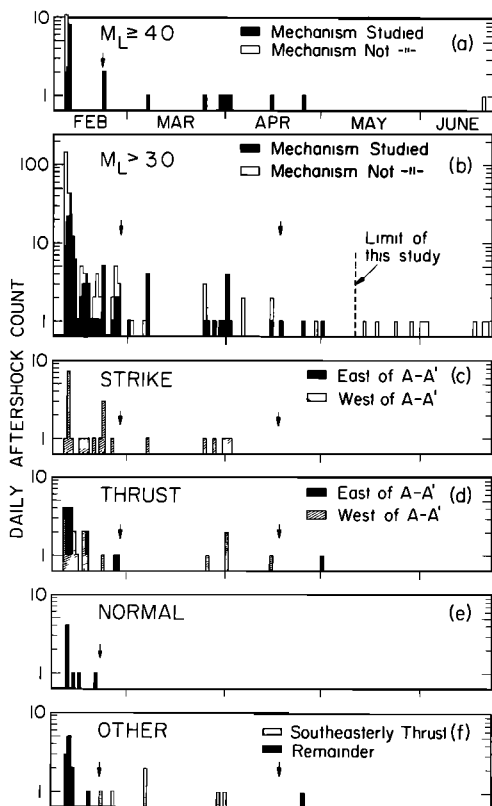 10
M_L ≥ 40
Mechanism Studied
Mechanism Not -"-
(a)
1
FEB
MAR
APR
MAY
JUNE
100
M_L > 30
Mechanism Studied
Mechanism Not -"-
(b)
10
Limit of
this study
1
DAILY AFTERSHOCK COUNT
10
STRIKE
East of A-A'
(c)
West of A-A'
1
10
THRUST
East of A-A'
(d)
West of A-A'
1
10
NORMAL
(e)
1
10
OTHER
Southeasterly Thrust (f)
Remainder
1